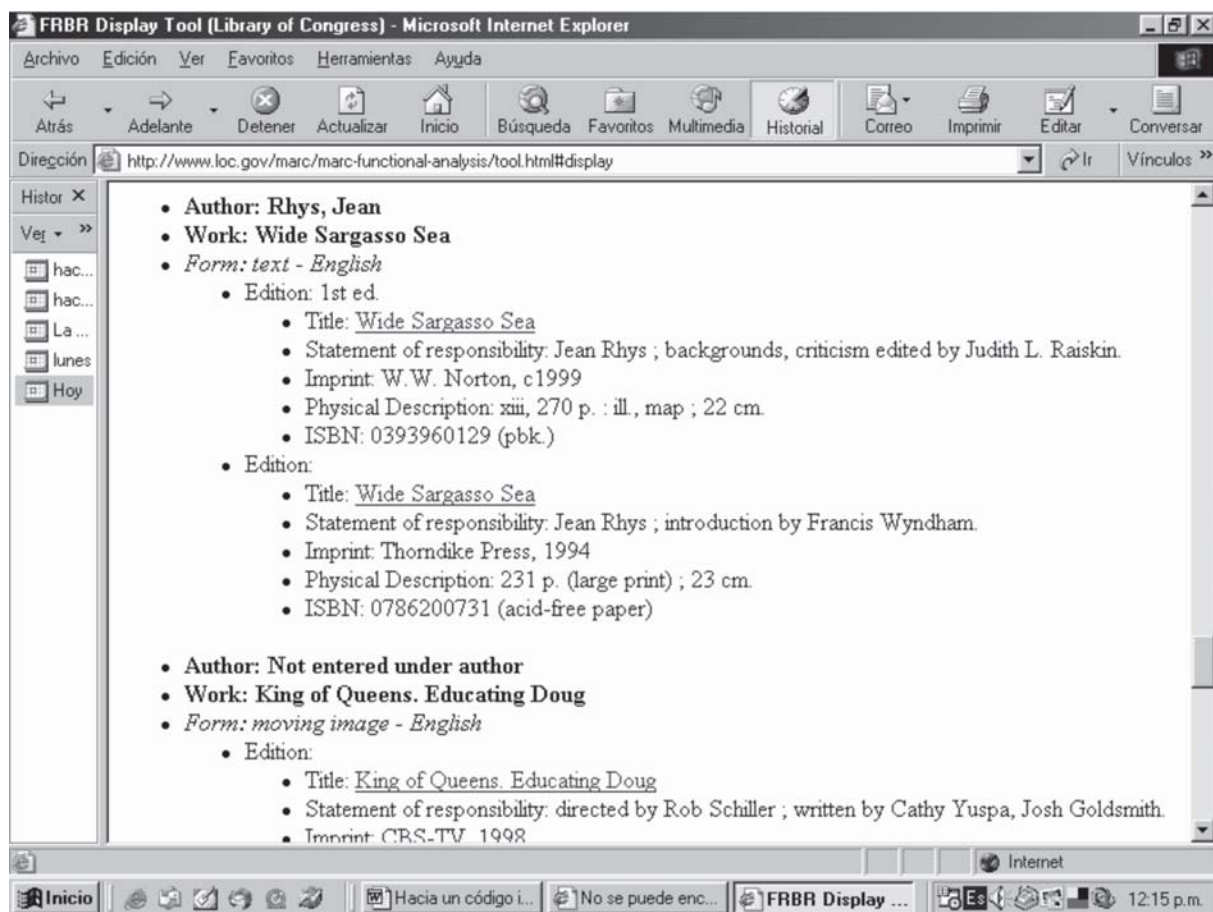 FRBR Display Tool (Library of Congress) - Microsoft Internet Explorer
Archivo Edición Ver Favoritos Herramientas Ayuda
Atrás Adelante Detener Actualizar Inicio Búsqueda Favoritos Multimedia Historial Correo Imprimir Editar Conversar
Dirección http://www.loc.gov/marc/marc-functional-analysis/tool.html#display Ir Vínculos »
Histor X
Ver »
hac...
hac...
La ...
lunes
Hoy
• Author: Rhys, Jean
• Work: Wide Sargasso Sea
• Form: text - English
• Edition: 1st ed.
• Title: Wide Sargasso Sea
• Statement of responsibility: Jean Rhys ; backgrounds, criticism edited by Judith L. Raiskin.
• Imprint: W.W. Norton, c1999
• Physical Description: xiii, 270 p. : ill., map ; 22 cm.
• ISBN: 0393960129 (pbk.)
• Edition:
• Title: Wide Sargasso Sea
• Statement of responsibility: Jean Rhys ; introduction by Francis Wyndham.
• Imprint: Thorndike Press, 1994
• Physical Description: 231 p. (large print) ; 23 cm.
• ISBN: 0786200731 (acid-free paper)
• Author: Not entered under author
• Work: King of Queens. Educating Doug
• Form: moving image - English
• Edition:
• Title: King of Queens. Educating Doug
• Statement of responsibility: directed by Rob Schiller ; written by Cathy Yuspa, Josh Goldsmith.
• Imprint: CBS-TV, 1998
Internet
Inicio Hacia un código i... No se puede enc... FRBR Display ... Es 12:15 p.m.